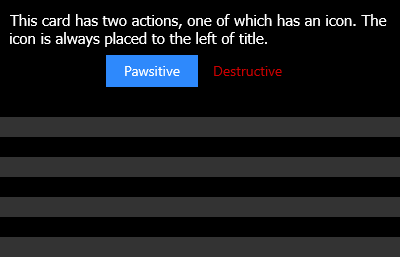 This card has two actions, one of which has an icon. The
icon is always placed to the left of title.
Pawsitive Destructive